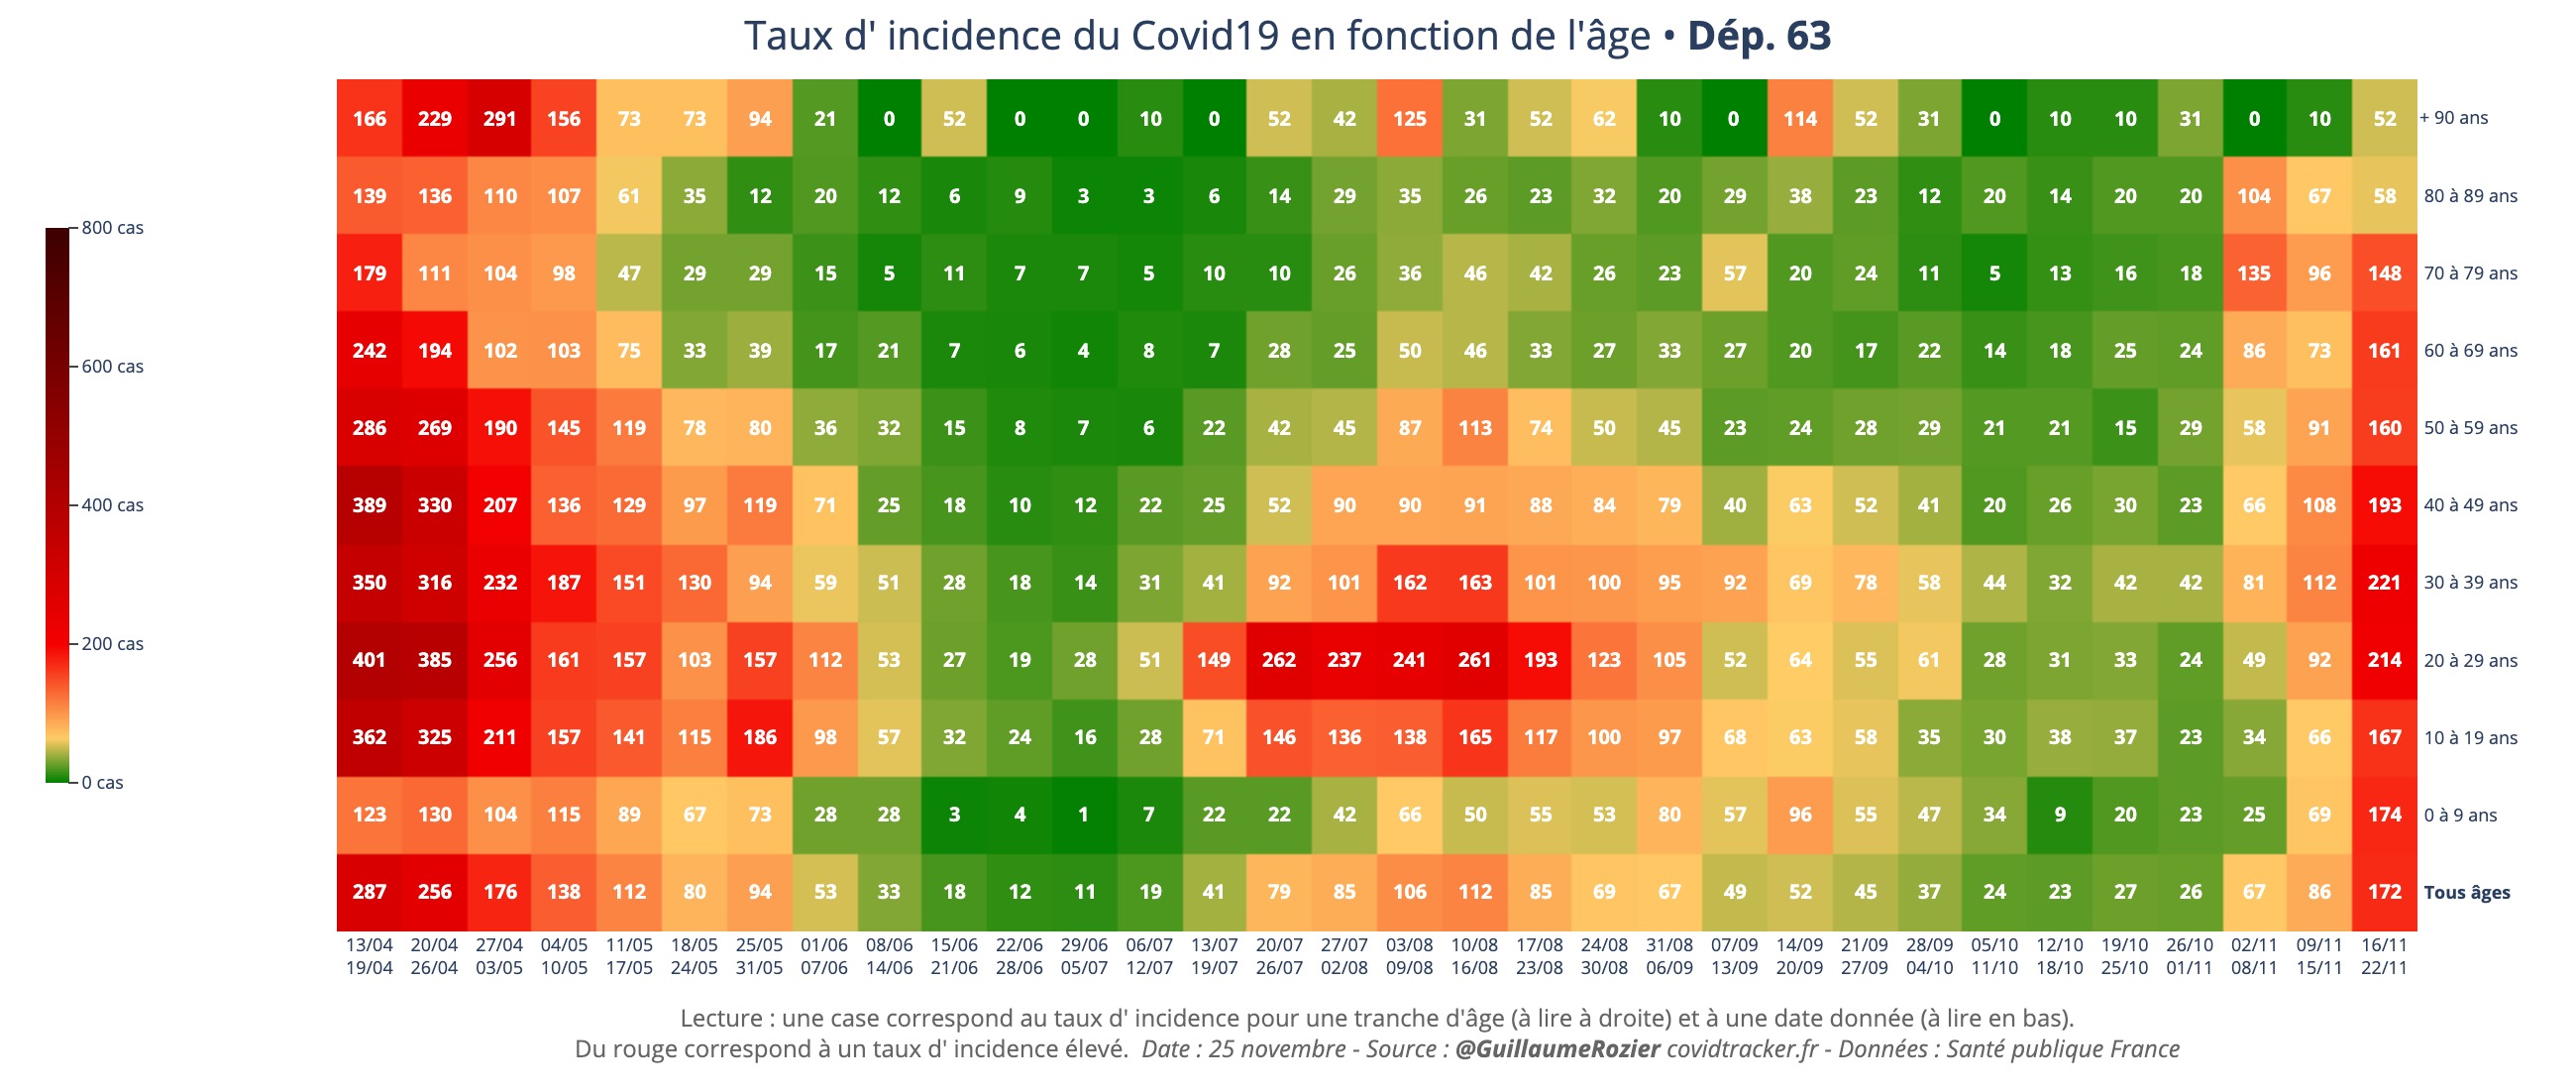 Taux d' incidence du Covid19 en fonction de l'âge • Dép. 63
800 cas
600 cas
400 cas
200 cas
0 cas
166 229 291 156 73 73 94 21 0 52 0 0 10 0 52 42 125 31 52 62 10 0 114 52 31 0 10 10 31 0 10 52 + 90 ans
139 136 110 107 61 35 12 20 12 6 9 3 3 6 14 29 35 26 23 32 20 29 38 23 12 20 14 20 20 104 67 58 80 à 89 ans
179 111 104 98 47 29 29 15 5 11 7 7 5 10 10 26 36 46 42 26 23 57 20 24 11 5 13 16 18 135 96 148 70 à 79 ans
242 194 102 103 75 33 39 17 21 7 6 4 8 7 28 25 50 46 33 27 33 27 20 17 22 14 18 25 24 86 73 161 60 à 69 ans
286 269 190 145 119 78 80 36 32 15 8 7 6 22 42 45 87 113 74 50 45 23 24 28 29 21 21 15 29 58 91 160 50 à 59 ans
389 330 207 136 129 97 119 71 25 18 10 12 22 25 52 90 90 91 88 84 79 40 63 52 41 20 26 30 23 66 108 193 40 à 49 ans
350 316 232 187 151 130 94 59 51 28 18 14 31 41 92 101 162 163 101 100 95 92 69 78 58 44 32 42 42 81 112 221 30 à 39 ans
401 385 256 161 157 103 157 112 53 27 19 28 51 149 262 237 241 261 193 123 105 52 64 55 61 28 31 33 24 49 92 214 20 à 29 ans
362 325 211 157 141 115 186 98 57 32 24 16 28 71 146 136 138 165 117 100 97 68 63 58 35 30 38 37 23 34 66 167 10 à 19 ans
123 130 104 115 89 67 73 28 28 3 4 1 7 22 22 42 66 50 55 53 80 57 96 55 47 34 9 20 23 25 69 174 0 à 9 ans
287 256 176 138 112 80 94 53 33 18 12 11 19 41 79 85 106 112 85 69 67 49 52 45 37 24 23 27 26 67 86 172 Tous âges
13/04 20/04 27/04 04/05 11/05 18/05 25/05 01/06 08/06 15/06 22/06 29/06 06/07 13/07 20/07 27/07 03/08 10/08 17/08 24/08 31/08 07/09 14/09 21/09 28/09 05/10 12/10 19/10 26/10 02/11 09/11 16/11
19/04 26/04 03/05 10/05 17/05 24/05 31/05 07/06 14/06 21/06 28/06 05/07 12/07 19/07 26/07 02/08 09/08 16/08 23/08 30/08 06/09 13/09 20/09 27/09 04/10 11/10 18/10 25/10 01/11 08/11 15/11 22/11
Lecture : une case correspond au taux d' incidence pour une tranche d'âge (à lire à droite) et à une date donnée (à lire en bas).
Du rouge correspond à un taux d' incidence élevé. Date : 25 novembre - Source : @GuillaumeRozier covidtracker.fr - Données : Santé publique France